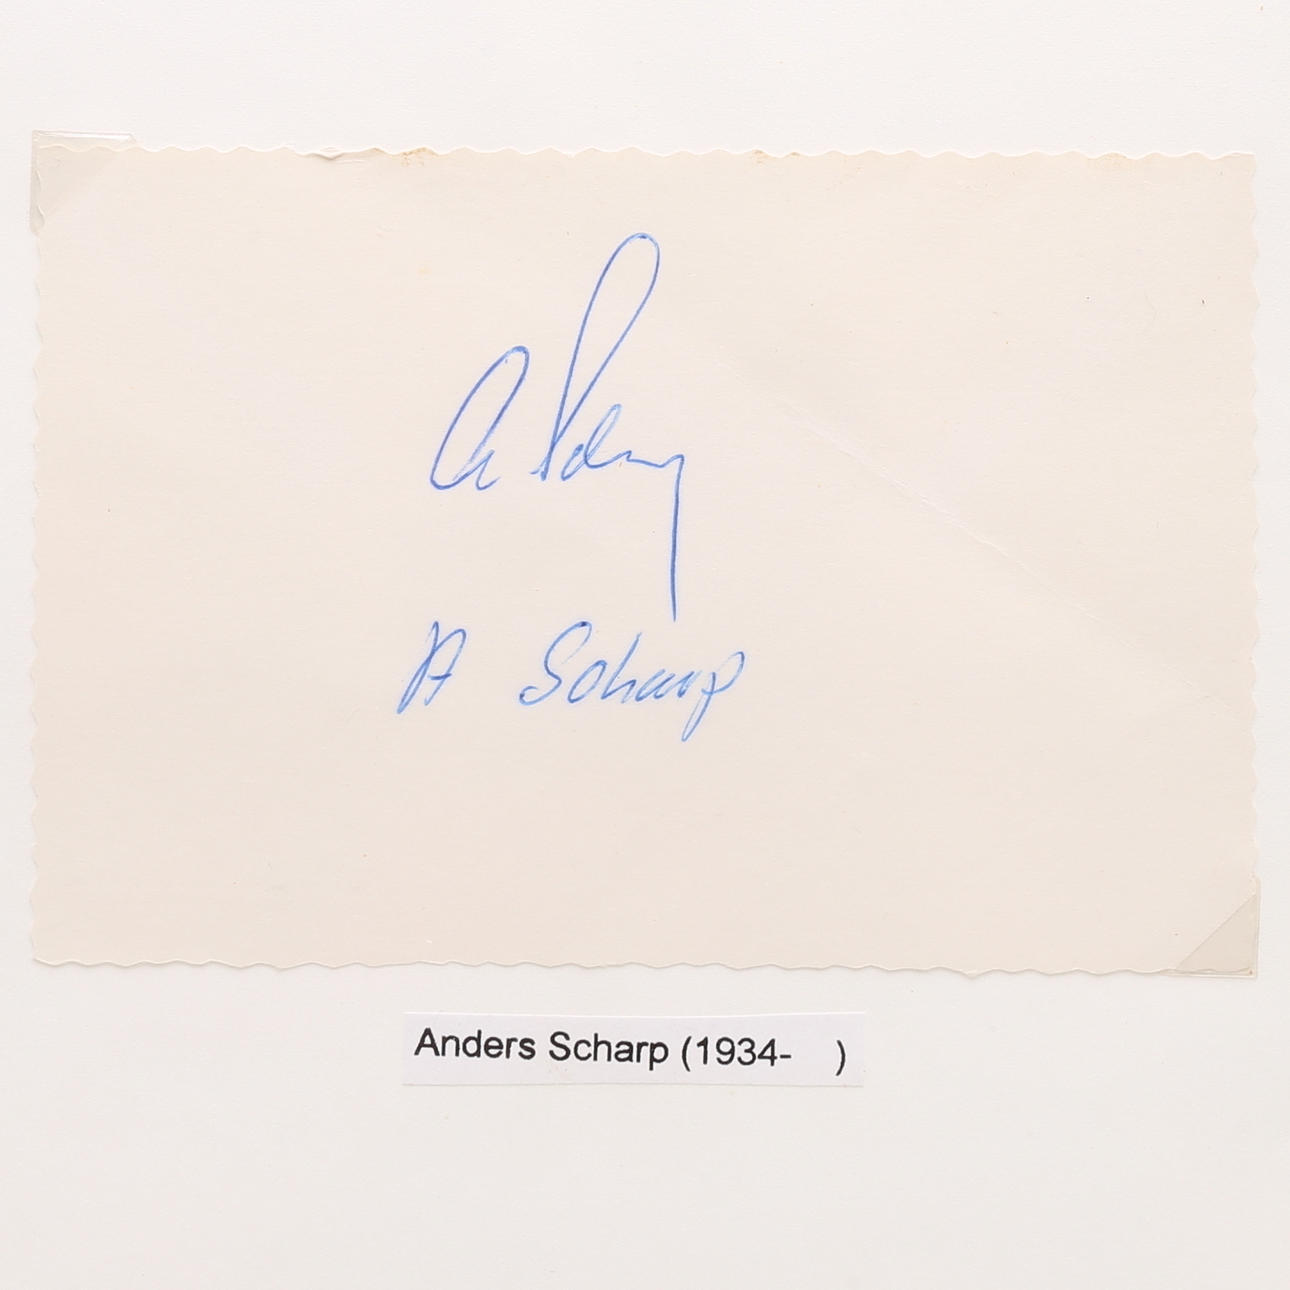 A Scharp
Anders Scharp (1934- )